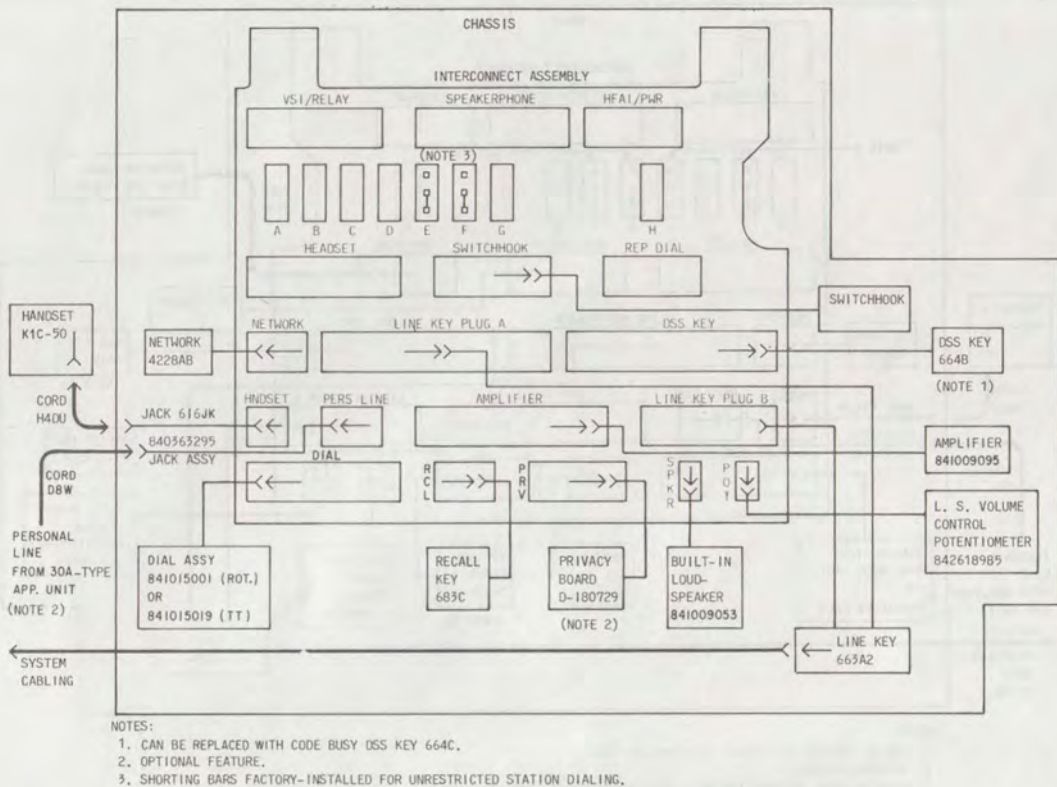 CHASSIS
INTERCONNECT ASSEMBLY
VSI/RELAY
SPEAKERPHONE
HFAI/PWR
(NOTE 3)
A
B
C
D
E
F
G
H
HEADSET
SWITCHHOOK
REP DIAL
SWITCHHOOK
HANDSET
K1C-50
NETWORK
4228AB
NETWORK
LINE KEY PLUG A
DSS KEY
DSS KEY
664B
(NOTE 1)
CORD
H4DU
JACK 616JK
840363295
JACK ASSY
HNDSET
PERS LINE
AMPLIFIER
LINE KEY PLUG B
AMPLIFIER
841009095
CORD
D8W
DIAL
RCL
PRV
SPKR
POT
L. S. VOLUME
CONTROL
POTENTIOMETER
842618985
PERSONAL
LINE
FROM 30A-TYPE
APP. UNIT
(NOTE 2)
DIAL ASSY
841015001 (ROT.)
OR
841015019 (TT)
RECALL
KEY
683C
PRIVACY
BOARD
D-180729
(NOTE 2)
BUILT-IN
LOUD-
SPEAKER
841009053
LINE KEY
663A2
SYSTEM
CABLING
NOTES:
1. CAN BE REPLACED WITH CODE BUSY DSS KEY 664C.
2. OPTIONAL FEATURE.
3. SHORTING BARS FACTORY-INSTALLED FOR UNRESTRICTED STATION DIALING.